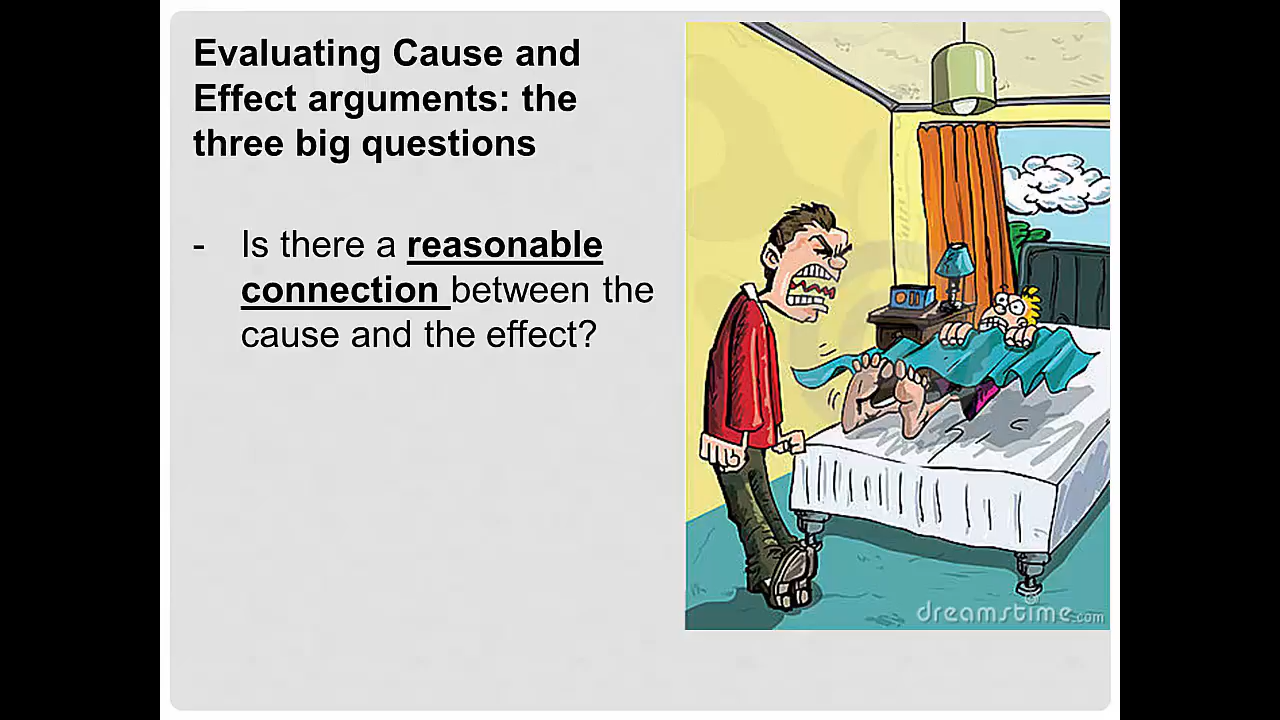 Evaluating Cause and
Effect arguments: the
three big questions
- Is there a reasonable
connection between the
cause and the effect?
dreamstime.com